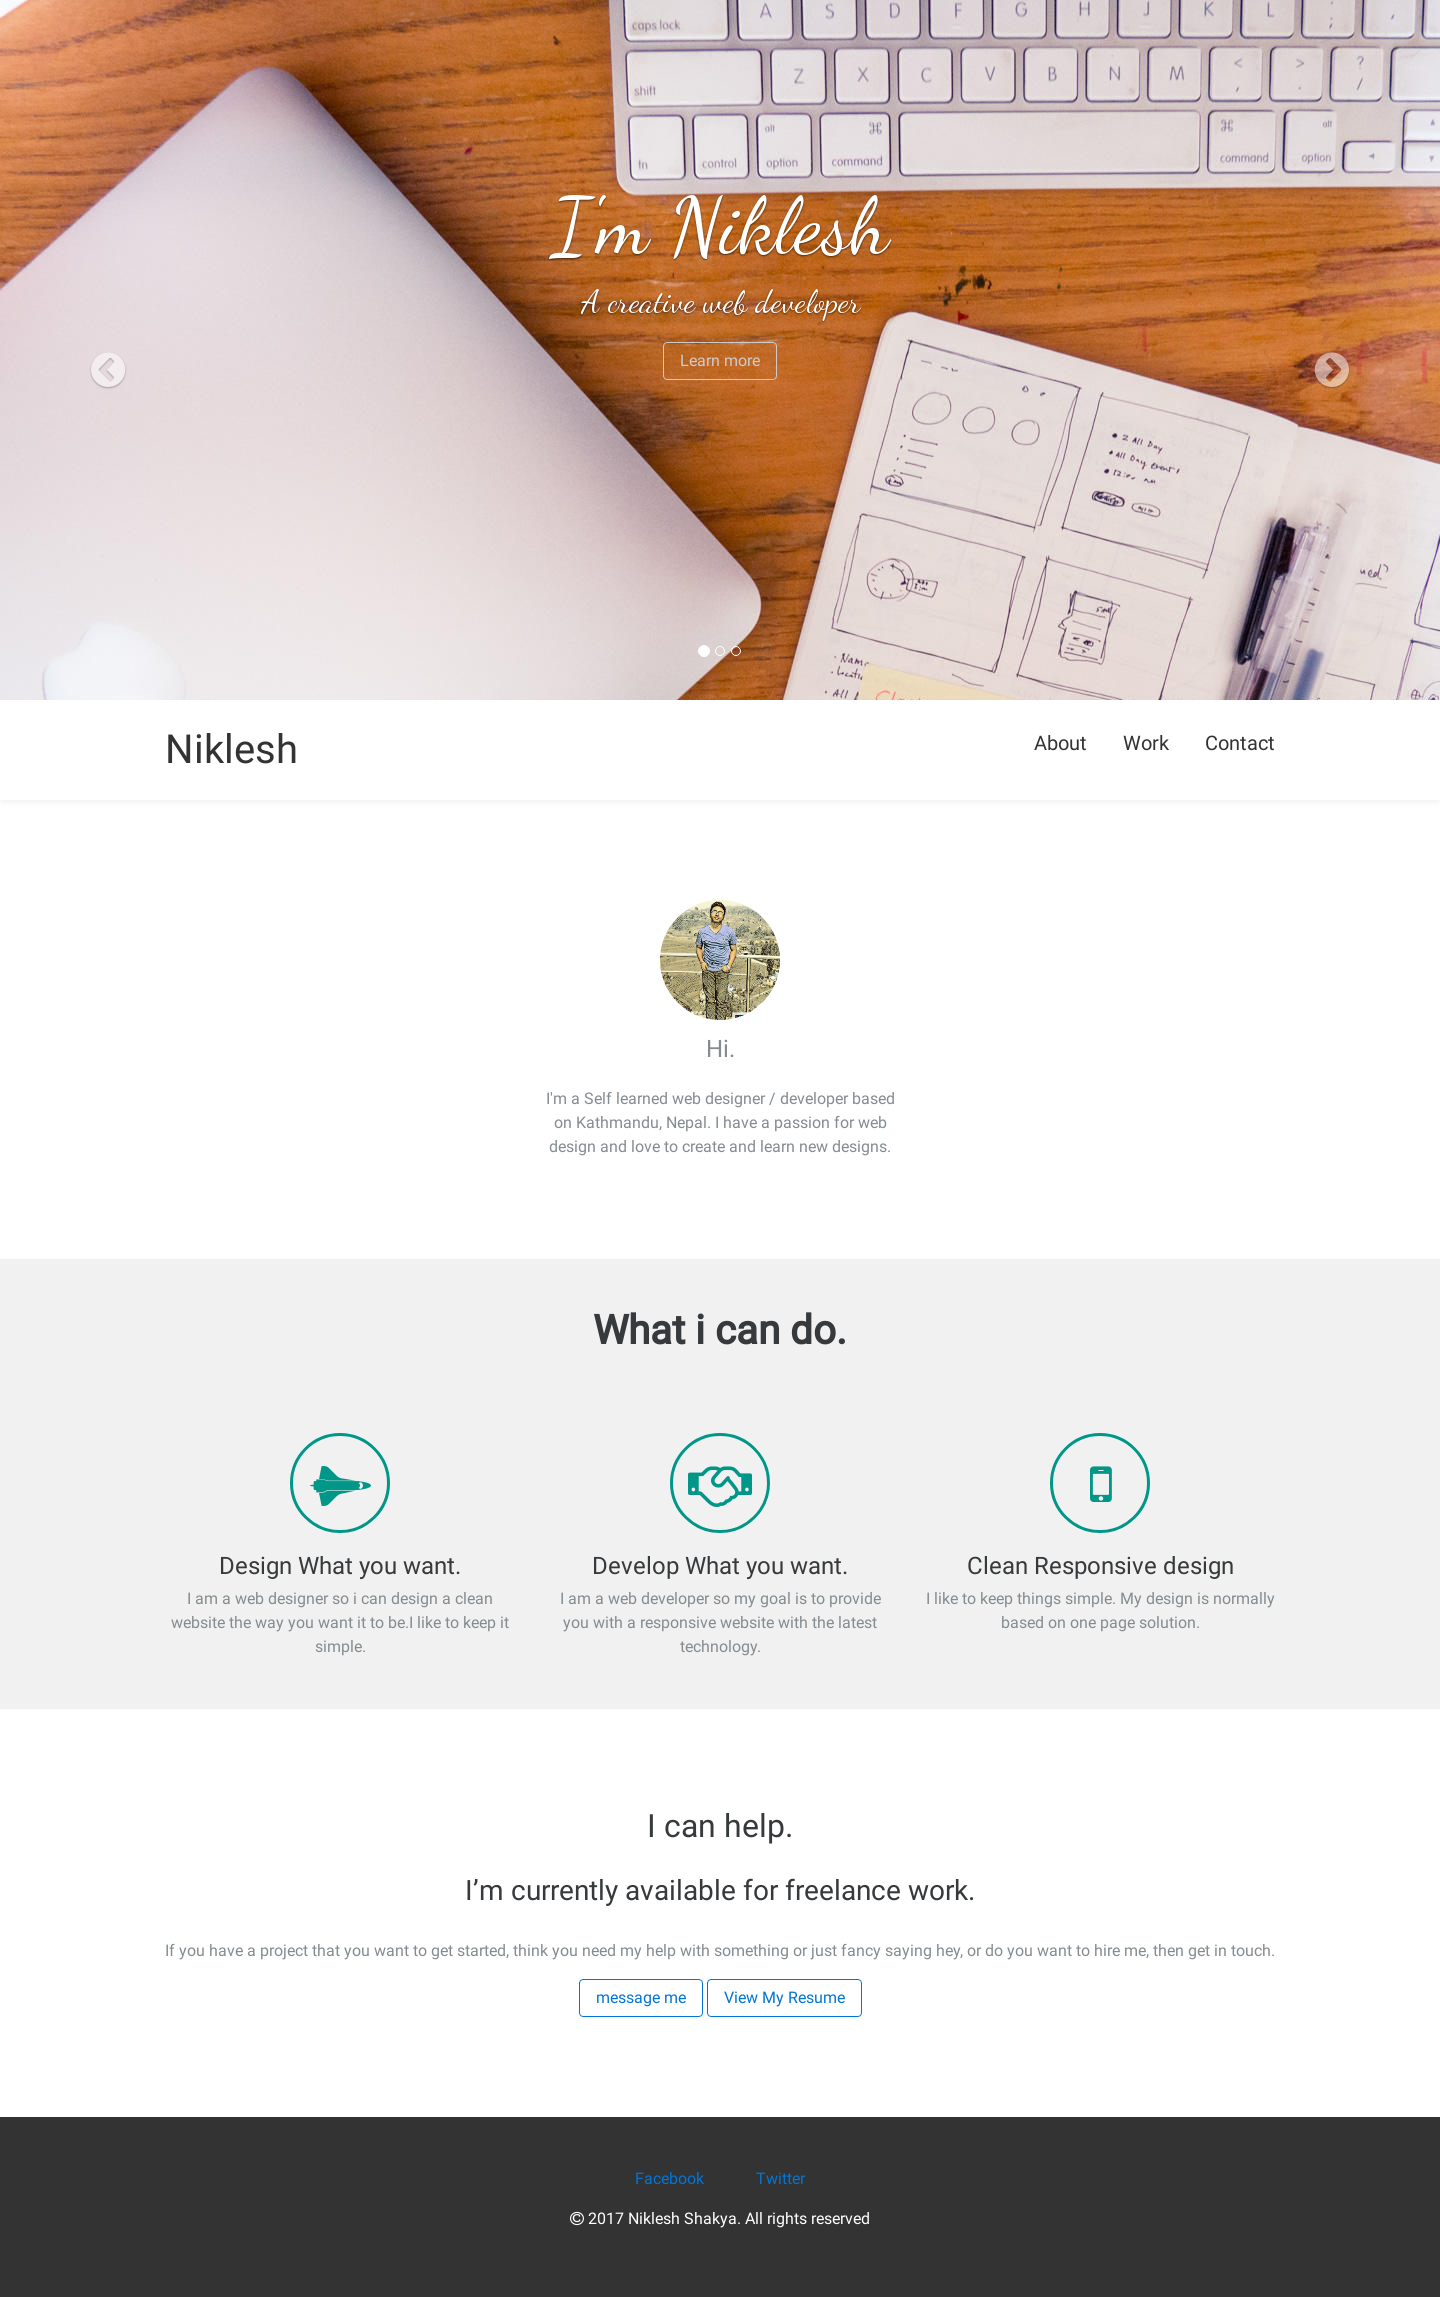 caps lock
A
S
D
F
G
H
J
K
L
shift
Z
X
C
V
B
N
M
<
,
>
.
?
/
fn
control
alt
option
⌘
command
⌘
command
alt
option
I'm Niklesh
A creative web developer
Learn more
2 All Day
All Day Event
Name
Niklesh
About
Work
Contact
Hi.
I'm a Self learned web designer / developer based
on Kathmandu, Nepal. I have a passion for web
design and love to create and learn new designs.
What i can do.
Design What you want.
I am a web designer so i can design a clean
website the way you want it to be.I like to keep it
simple.
Develop What you want.
I am a web developer so my goal is to provide
you with a responsive website with the latest
technology.
Clean Responsive design
I like to keep things simple. My design is normally
based on one page solution.
I can help.
I’m currently available for freelance work.
If you have a project that you want to get started, think you need my help with something or just fancy saying hey, or do you want to hire me, then get in touch.
message me
View My Resume
Facebook
Twitter
© 2017 Niklesh Shakya. All rights reserved